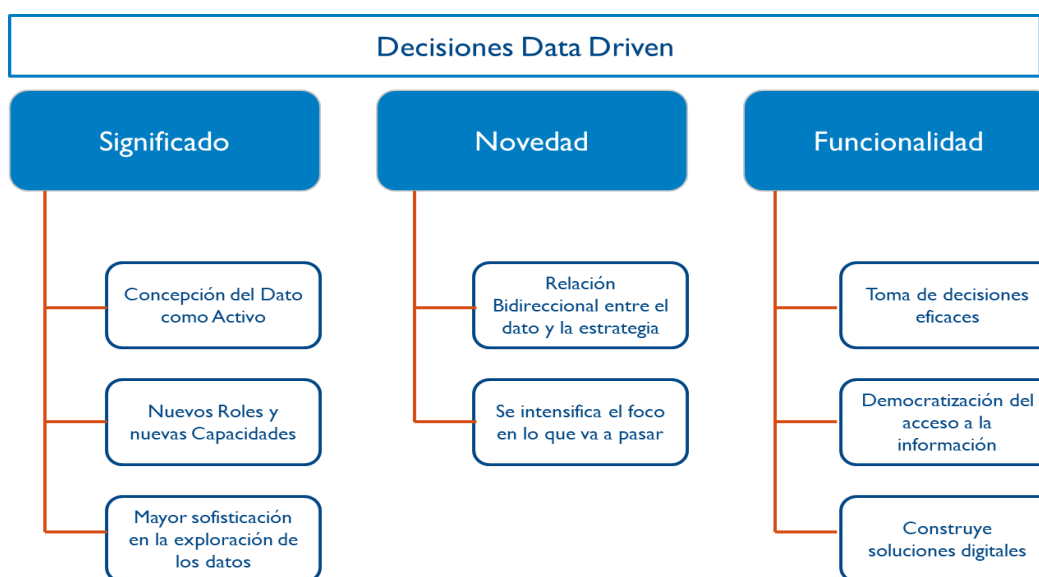 Decisiones Data Driven
Significado
Concepción del Dato
como Activo
Nuevos Roles y
nuevas Capacidades
Mayor sofisticación
en la exploración de
los datos
Novedad
Relación
Bidireccional entre el
dato y la estrategia
Se intensifica el foco
en lo que va a pasar
Funcionalidad
Toma de decisiones
eficaces
Democratización del
acceso a la
información
Construye
soluciones digitales